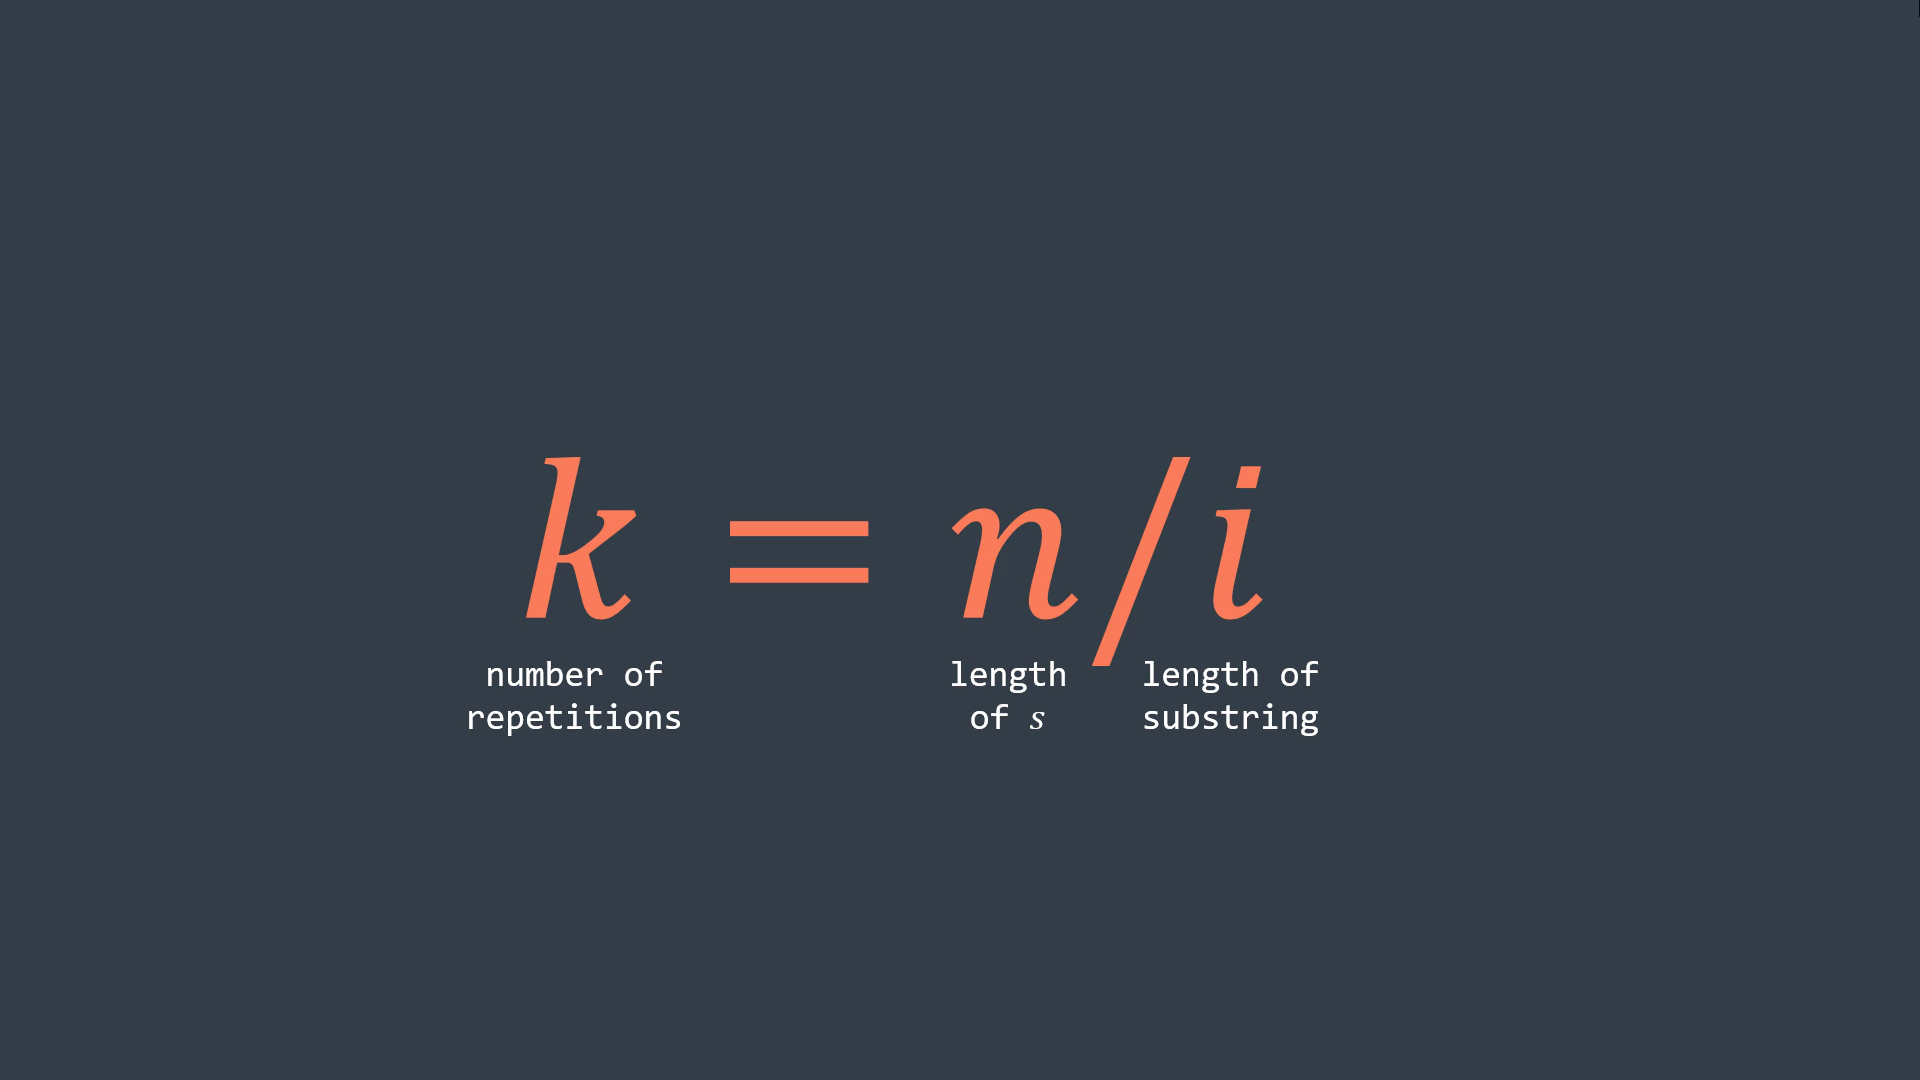 k = n/i
number of length length of
repetitions of s substring